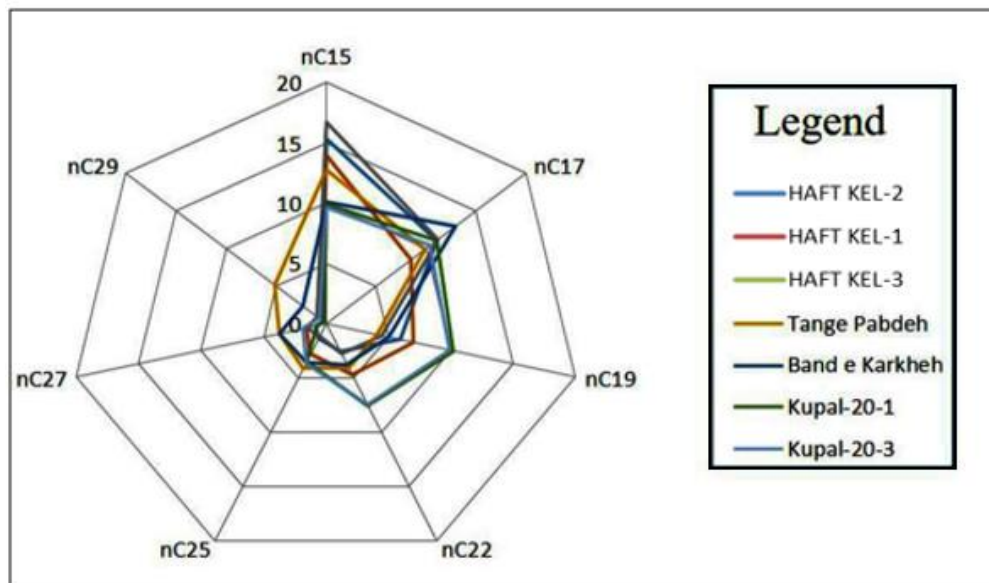 nC15
20
15
nC29
nC17
10
5
0
nC27
nC19
nC25
nC22
Legend
HAFT KEL-2
HAFT KEL-1
HAFT KEL-3
Tange Pabdeh
Band e Karkheh
Kupal-20-1
Kupal-20-3